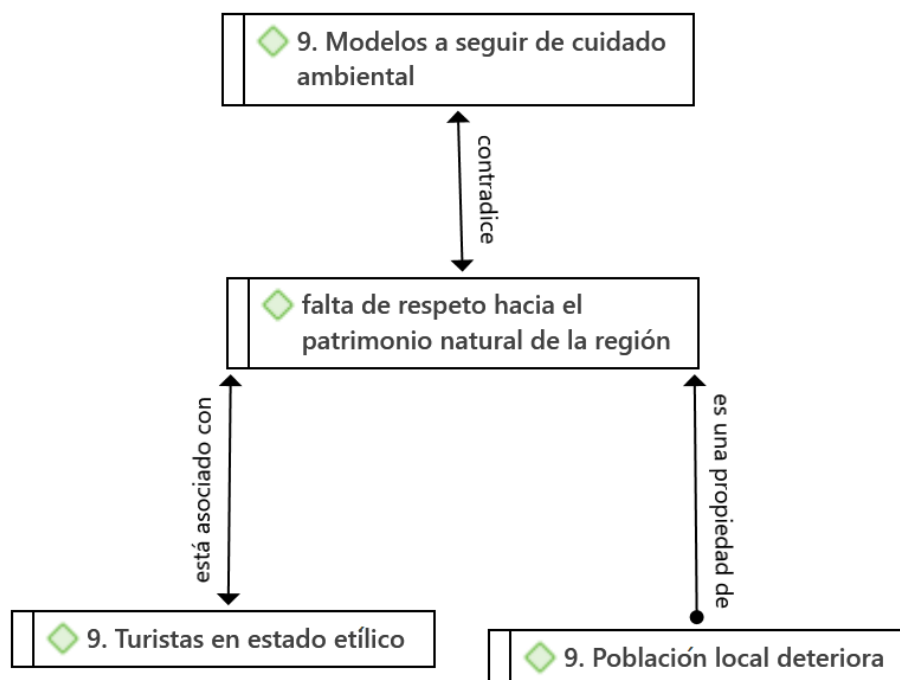 9. Modelos a seguir de cuidado
ambiental
contradice
falta de respeto hacia el
patrimonio natural de la región
está asociado con
es una propiedad de
9. Turistas en estado etílico
9. Población local deteriora